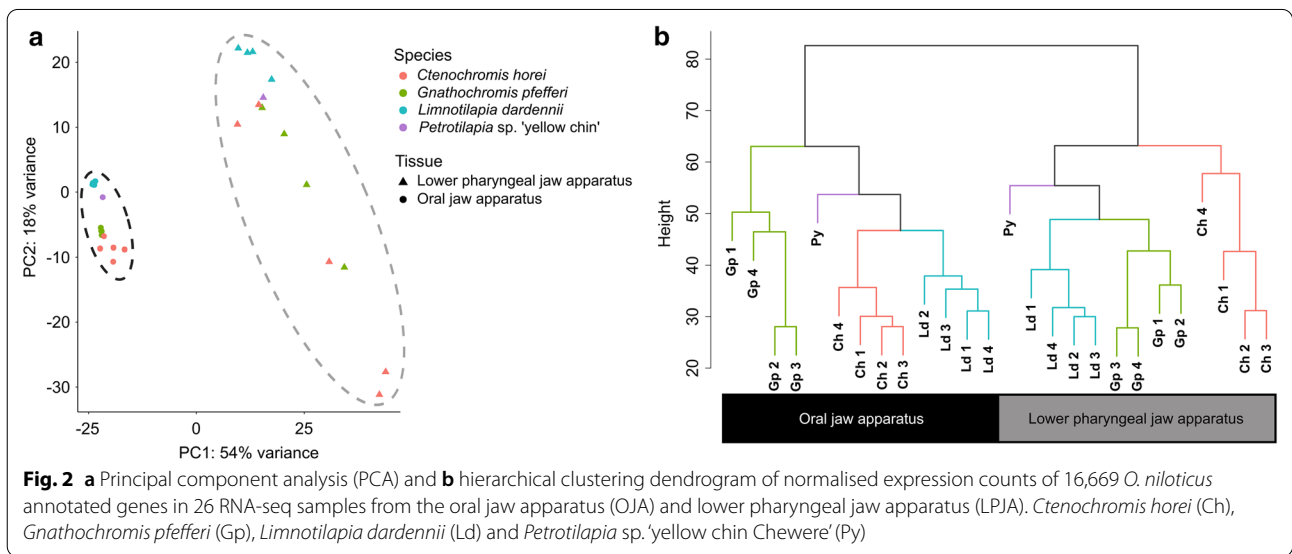 a
20
10
0
-10
-20
-30
PC2: 18% variance
-25
0
25
PC1: 54% variance
Species
Ctenochromis horei
Gnathochromis pfefferi
Limnotilapia dardennii
Petrotilapia sp. 'yellow chin'
Tissue
Lower pharyngeal jaw apparatus
Oral jaw apparatus
b
80
70
60
50
40
30
20
Height
Gp 1
Gp 4
Gp 2
Gp 3
Py
Ch 4
Ch 1
Ch 2
Ch 3
Ld 2
Ld 3
Ld 1
Ld 4
Py
Ld 1
Ld 4
Ld 2
Ld 3
Gp 3
Gp 4
Gp 1
Gp 2
Ch 4
Ch 1
Ch 2
Ch 3
Oral jaw apparatus
Lower pharyngeal jaw apparatus
Fig. 2 a Principal component analysis (PCA) and b hierarchical clustering dendrogram of normalised expression counts of 16,669 O. niloticus
annotated genes in 26 RNA-seq samples from the oral jaw apparatus (OJA) and lower pharyngeal jaw apparatus (LPJA). Ctenochromis horei (Ch),
Gnathochromis pfefferi (Gp), Limnotilapia dardennii (Ld) and Petrotilapia sp. ‘yellow chin Chewere’ (Py)